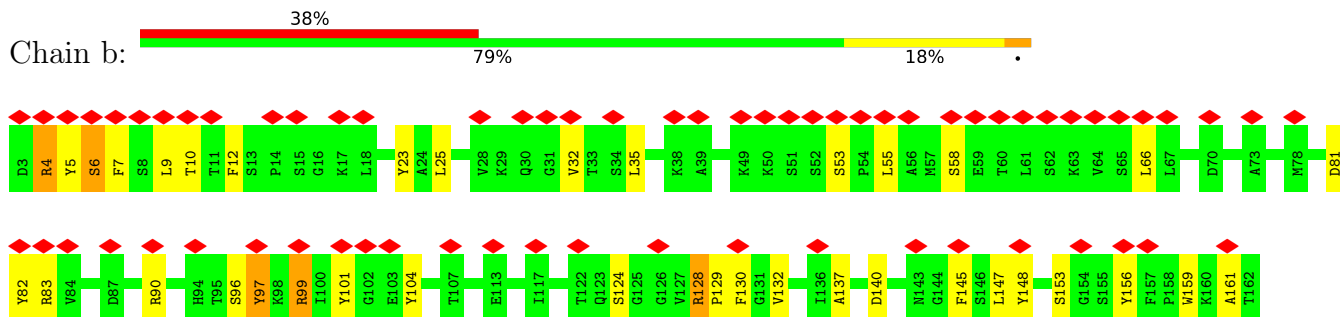 38%
Chain b:
79% 18% .
D3 R4 Y5 S6 F7 S8 L9 T10 T11 F12 S13 P14 S15 G16 K17 L18 Y23 A24 L25 V28 K29 Q30 G31 V32 T33 S34 L35 K38 A39 K49 K50 S51 S52 S53 P54 L55 A56 M57 S58 E59 T60 L61 S62 K63 V64 S65 L66 L67 D70 A73 M78 D81
Y82 R83 V84 D87 R90 H94 T95 S96 Y97 K98 R99 I100 Y101 G102 E103 Y104 T107 E113 I117 T122 Q123 S124 G125 G126 V127 R128 P129 F130 G131 V132 I136 A137 D140 N143 G144 F145 S146 L147 Y148 S153 G154 S155 Y156 F157 P158 W159 K160 A161 T162